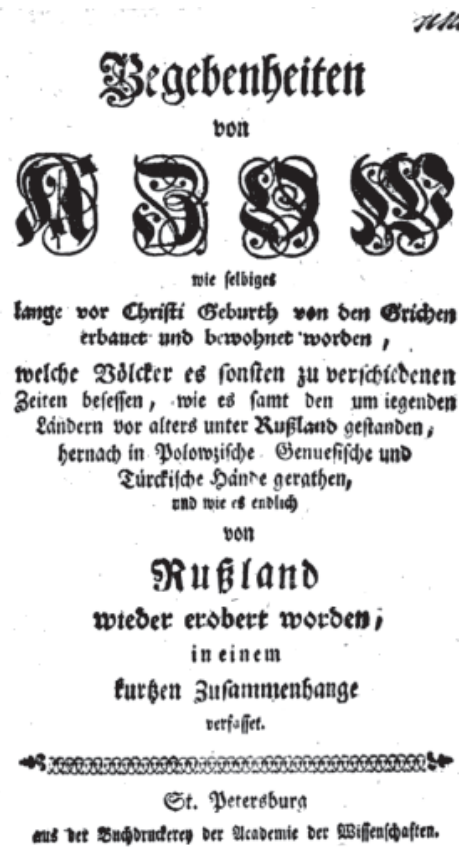 Begebenheiten
von
ASOW
wie selbiges
lange vor Christi Geburth von den Grichen
erbauet und bewohnet worden,
welche Völcker es sonsten zu verschiedenen
Zeiten besessen, wie es samt den um iegenden
Ländern vor alters unter Rußland gestanden,
hernach in Polowzische Genuesische und
Türckische Hände gerathen,
und wie es endlich
von
Rußland
wieder erobert worden,
in einem
kurtzen Zusammenhange
verfasset.
St. Petersburg
aus der Buchdruckerey der Academie der Wissenschaften.